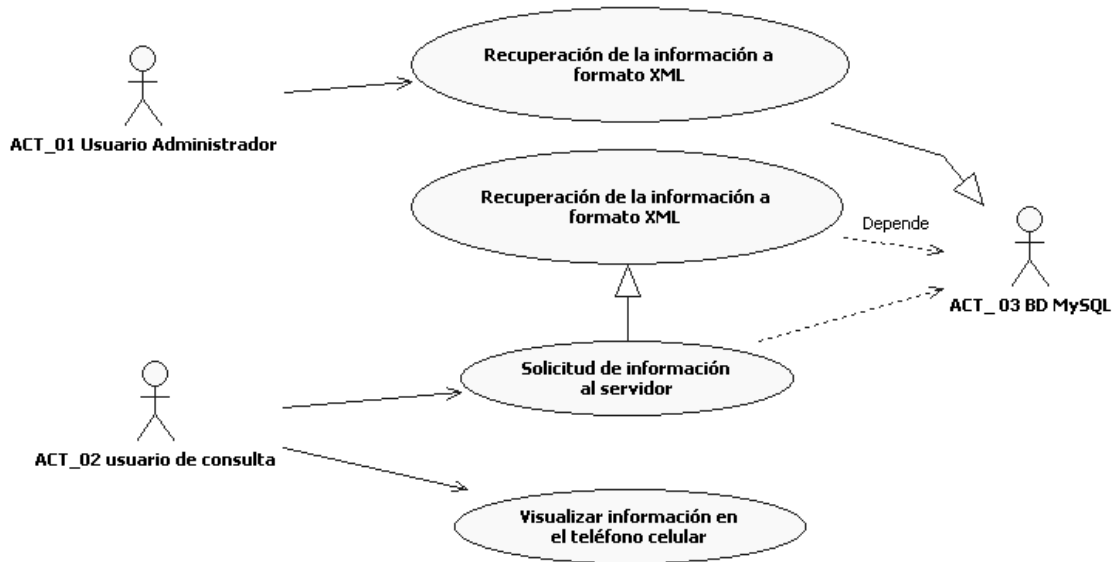 Recuperación de la información a
formato XML
ACT_01 Usuario Administrador
Recuperación de la información a
formato XML
Depende
ACT_ 03 BD MySQL
Solicitud de información
al servidor
ACT_02 usuario de consulta
Visualizar información en
el teléfono celular